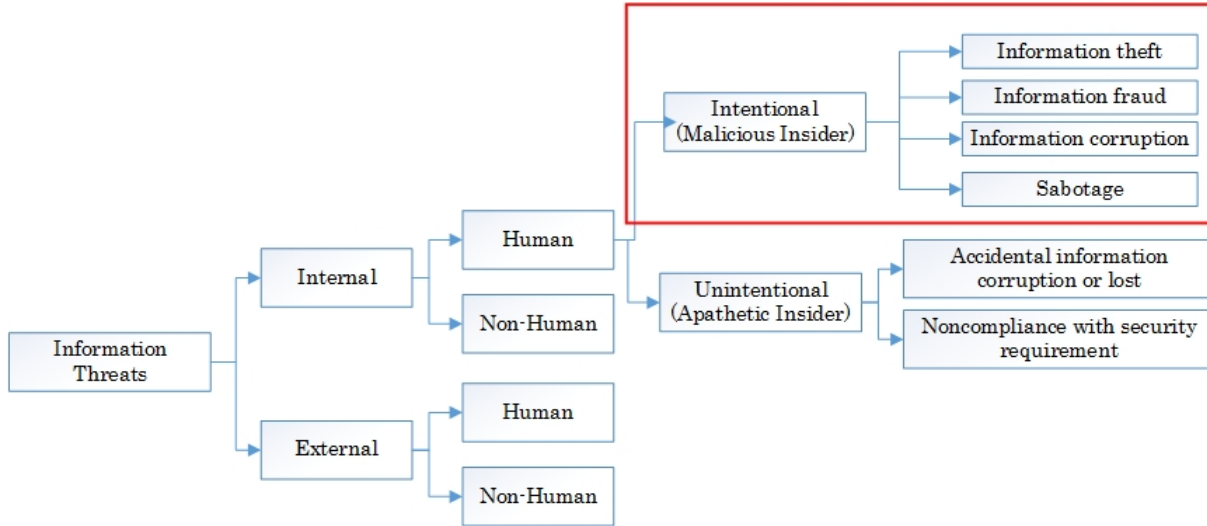 Information theft
Information fraud
Intentional
(Malicious Insider)
Information corruption
Sabotage
Human
Internal
Accidental information
corruption or lost
Unintentional
(Apathetic Insider)
Non-Human
Noncompliance with security
requirement
Information
Threats
Human
External
Non-Human